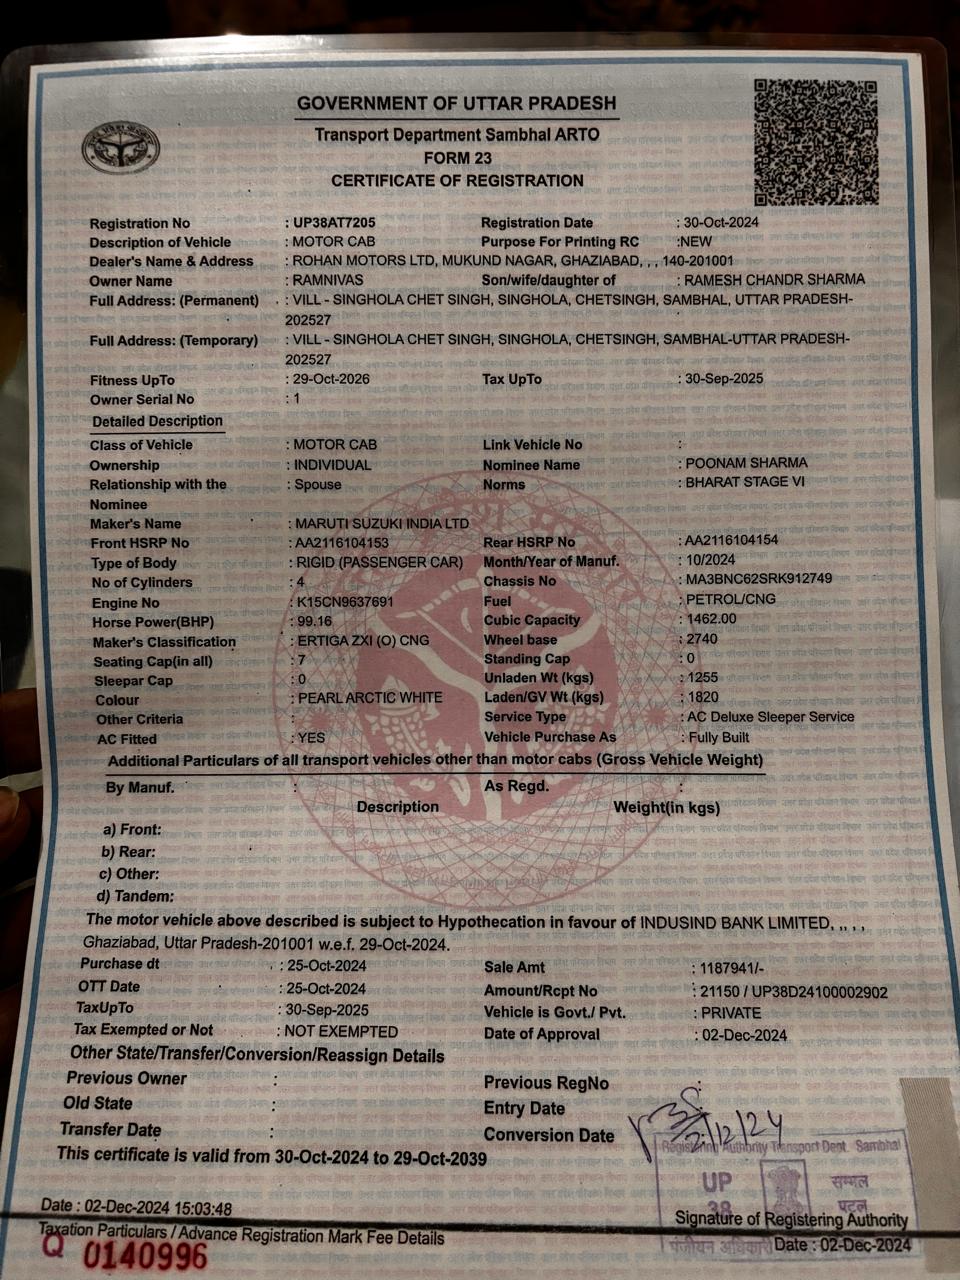 GOVERNMENT OF UTTAR PRADESH
Transport Department Sambhal ARTO
FORM 23
CERTIFICATE OF REGISTRATION
Registration No : UP38AT7205 Registration Date : 30-Oct-2024
Description of Vehicle : MOTOR CAB Purpose For Printing RC :NEW
Dealer's Name & Address : ROHAN MOTORS LTD, MUKUND NAGAR, GHAZIABAD, , , 140-201001
Owner Name : RAMNIVAS Son/wife/daughter of : RAMESH CHANDR SHARMA
Full Address: (Permanent) : VILL - SINGHOLA CHET SINGH, SINGHOLA, CHETSINGH, SAMBHAL, UTTAR PRADESH-
202527
Full Address: (Temporary) : VILL - SINGHOLA CHET SINGH, SINGHOLA, CHETSINGH, SAMBHAL-UTTAR PRADESH-
202527
Fitness UpTo : 29-Oct-2026 Tax UpTo : 30-Sep-2025
Owner Serial No : 1
Detailed Description
Class of Vehicle : MOTOR CAB Link Vehicle No :
Ownership : INDIVIDUAL Nominee Name : POONAM SHARMA
Relationship with the : Spouse Norms : BHARAT STAGE VI
Nominee
Maker's Name : MARUTI SUZUKI INDIA LTD
Front HSRP No : AA2116104153 Rear HSRP No : AA2116104154
Type of Body : RIGID (PASSENGER CAR) Month/Year of Manuf. : 10/2024
No of Cylinders : 4 Chassis No : MA3BNC62SRK912749
Engine No : K15CN9637691 Fuel : PETROL/CNG
Horse Power(BHP) : 99.16 Cubic Capacity : 1462.00
Maker's Classification : ERTIGA ZXI (O) CNG Wheel base : 2740
Seating Cap(in all) : 7 Standing Cap : 0
Sleepar Cap : 0 Unladen Wt (kgs) : 1255
Colour : PEARL ARCTIC WHITE Laden/GV Wt (kgs) : 1820
Other Criteria : Service Type : AC Deluxe Sleeper Service
AC Fitted : YES Vehicle Purchase As : Fully Built
Additional Particulars of all transport vehicles other than motor cabs (Gross Vehicle Weight)
By Manuf. : As Regd. :
Description Weight(in kgs)
a) Front:
b) Rear:
c) Other:
d) Tandem:
The motor vehicle above described is subject to Hypothecation in favour of INDUSIND BANK LIMITED, ,, , ,
Ghaziabad, Uttar Pradesh-201001 w.e.f. 29-Oct-2024.
Purchase dt : 25-Oct-2024 Sale Amt : 1187941/-
OTT Date : 25-Oct-2024 Amount/Rcpt No : 21150 / UP38D24100002902
TaxUpTo : 30-Sep-2025 Vehicle is Govt./ Pvt. : PRIVATE
Tax Exempted or Not : NOT EXEMPTED Date of Approval : 02-Dec-2024
Other State/Transfer/Conversion/Reassign Details
Previous Owner : Previous RegNo :
Old State : Entry Date
Transfer Date : Conversion Date
2/12/24
This certificate is valid from 30-Oct-2024 to 29-Oct-2039
Registering Authority Transport Dept. Sambhal
UP सम्भल
38 पटल
Date : 02-Dec-2024 15:03:48
Signature of Registering Authority
Taxation Particulars / Advance Registration Mark Fee Details
पंजीयन अधिकारी Date : 02-Dec-2024
Q 0140996